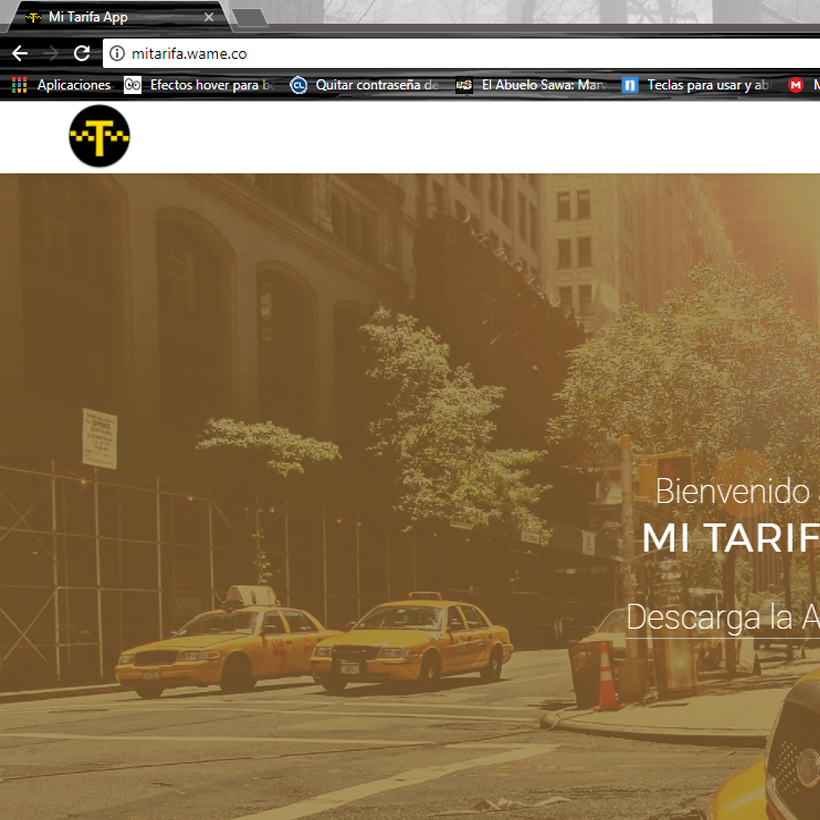 Mi Tarifa App
mitarifa.wame.co
Aplicaciones
Efectos hover para b
Quitar contraseña de
El Abuelo Sawa: Mar
Teclas para usar y ab
T
Bienvenido
MI TARIF
Descarga la A